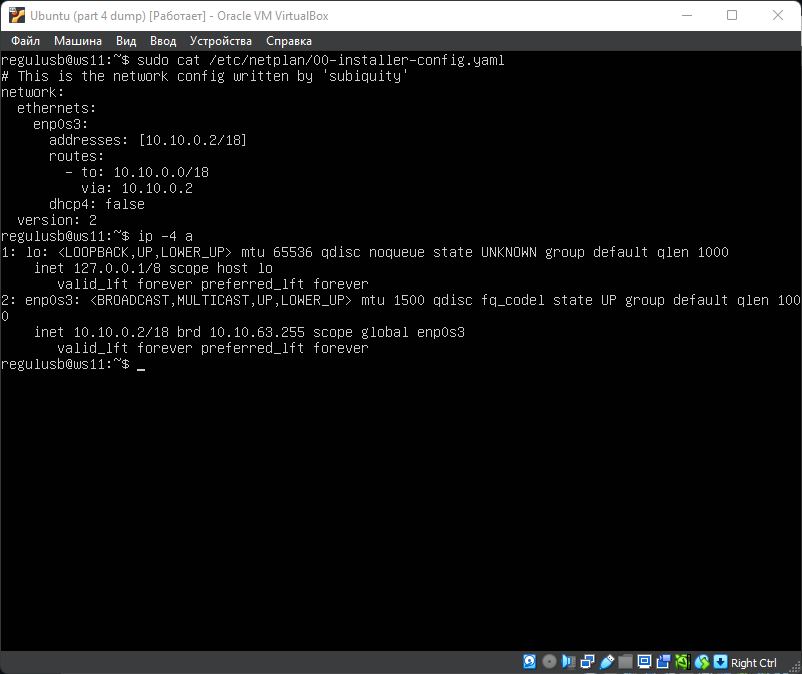 Ubuntu (part 4 dump) [Работает] - Oracle VM VirtualBox
Файл Машина Вид Ввод Устройства Справка
regulusb@ws11:~$ sudo cat /etc/netplan/00-installer-config.yaml
# This is the network config written by 'subiquity'
network:
  ethernets:
    enp0s3:
      addresses: [10.10.0.2/18]
      routes:
        - to: 10.10.0.0/18
          via: 10.10.0.2
      dhcp4: false
  version: 2
regulusb@ws11:~$ ip -4 a
1: lo: <LOOPBACK,UP,LOWER_UP> mtu 65536 qdisc noqueue state UNKNOWN group default qlen 1000
    inet 127.0.0.1/8 scope host lo
       valid_lft forever preferred_lft forever
2: enp0s3: <BROADCAST,MULTICAST,UP,LOWER_UP> mtu 1500 qdisc fq_codel state UP group default qlen 100
0
    inet 10.10.0.2/18 brd 10.10.63.255 scope global enp0s3
       valid_lft forever preferred_lft forever
regulusb@ws11:~$ _
Right Ctrl